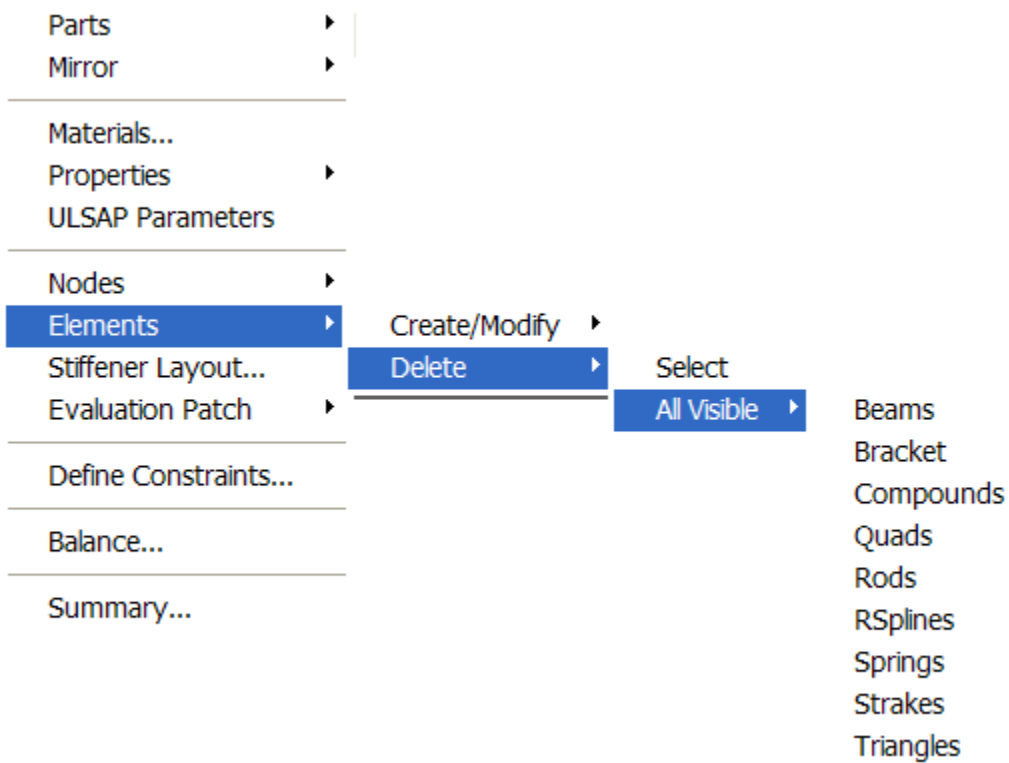 Parts
Mirror
Materials...
Properties
ULSAP Parameters
Nodes
Elements
Stiffener Layout...
Evaluation Patch
Define Constraints...
Balance...
Summary...
Create/Modify
Delete
Select
All Visible
Beams
Bracket
Compounds
Quads
Rods
RSplines
Springs
Strakes
Triangles